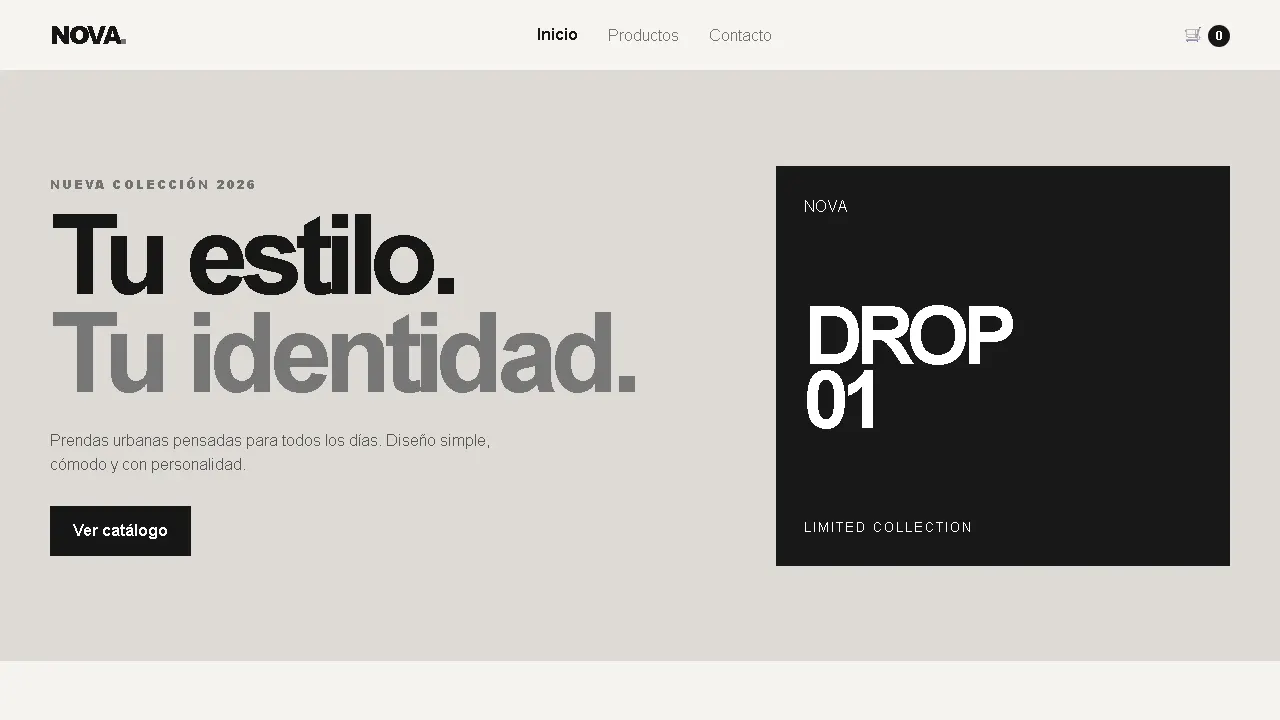 NOVA.
Inicio
Productos
Contacto
0
NUEVA COLECCIÓN 2026
Tu estilo.
Tu identidad.
Prendas urbanas pensadas para todos los días. Diseño simple,
cómodo y con personalidad.
Ver catálogo
NOVA
DROP
01
LIMITED COLLECTION